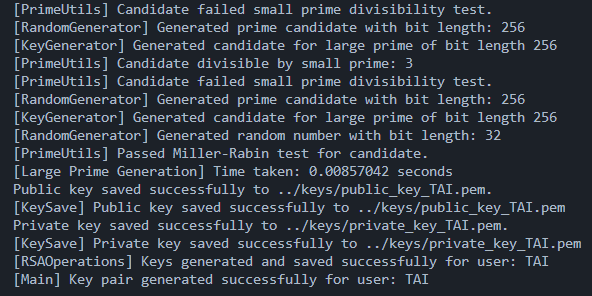 [PrimeUtils] Candidate failed small prime divisibility test.
[RandomGenerator] Generated prime candidate with bit length: 256
[KeyGenerator] Generated candidate for large prime of bit length 256
[PrimeUtils] Candidate divisible by small prime: 3
[PrimeUtils] Candidate failed small prime divisibility test.
[RandomGenerator] Generated prime candidate with bit length: 256
[KeyGenerator] Generated candidate for large prime of bit length 256
[RandomGenerator] Generated random number with bit length: 32
[PrimeUtils] Passed Miller-Rabin test for candidate.
[Large Prime Generation] Time taken: 0.00857042 seconds
Public key saved successfully to ../keys/public_key_TAI.pem.
[KeySave] Public key saved successfully to ../keys/public_key_TAI.pem
Private key saved successfully to ../keys/private_key_TAI.pem.
[KeySave] Private key saved successfully to ../keys/private_key_TAI.pem
[RSAOperations] Keys generated and saved successfully for user: TAI
[Main] Key pair generated successfully for user: TAI